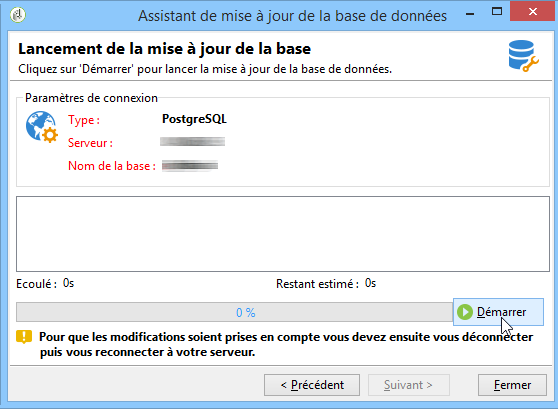 Assistant de mise à jour de la base de données
Lancement de la mise à jour de la base
Cliquez sur 'Démarrer' pour lancer la mise à jour de la base de données.
Paramètres de connexion
Type : PostgreSQL
Serveur :
Nom de la base :
Ecoulé : 0s Restant estimé : 0s
0 % Démarrer
Pour que les modifications soient prises en compte vous devez ensuite vous déconnecter
puis vous reconnecter à votre serveur.
< Précédent Suivant > Fermer